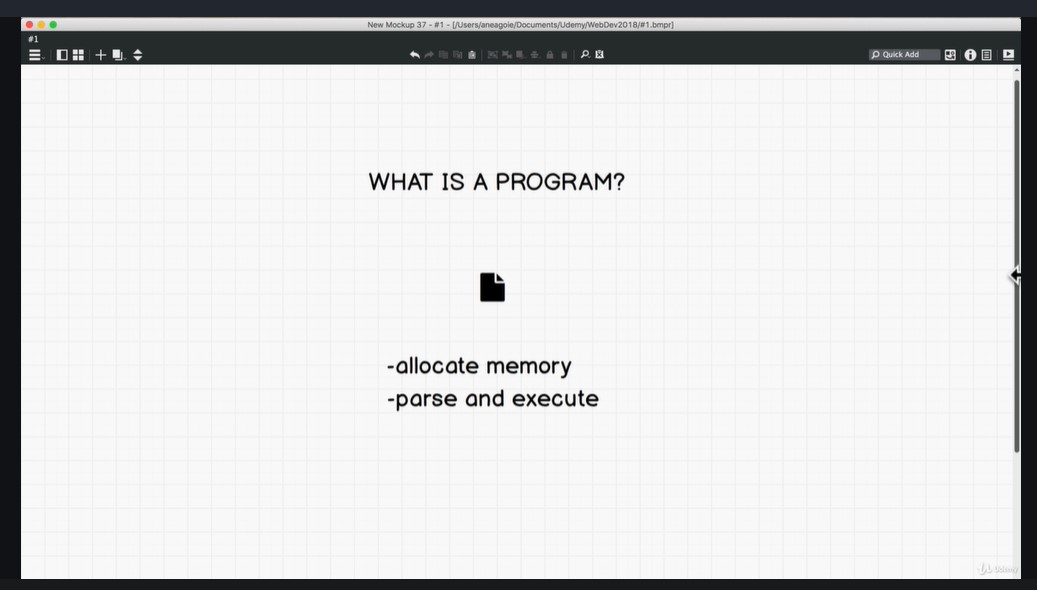 New Mockup 37 - #1 - [/Users/aneagoie/Documents/Udemy/WebDev2018/#1.bmpr]
#1
Quick Add
WHAT IS A PROGRAM?
-allocate memory
-parse and execute
Udemy